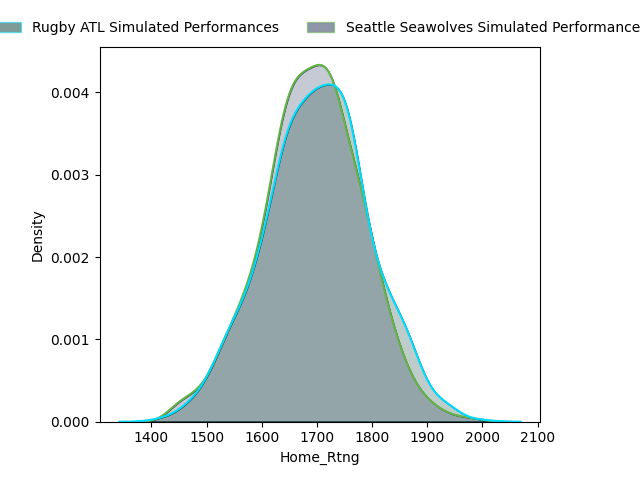 Rugby ATL Simulated Performances
Seattle Seawolves Simulated Performance
0.004
0.003
0.002
0.001
0.000
Density
1400 1500 1600 1700 1800 1900 2000 2100
Home_Rtng